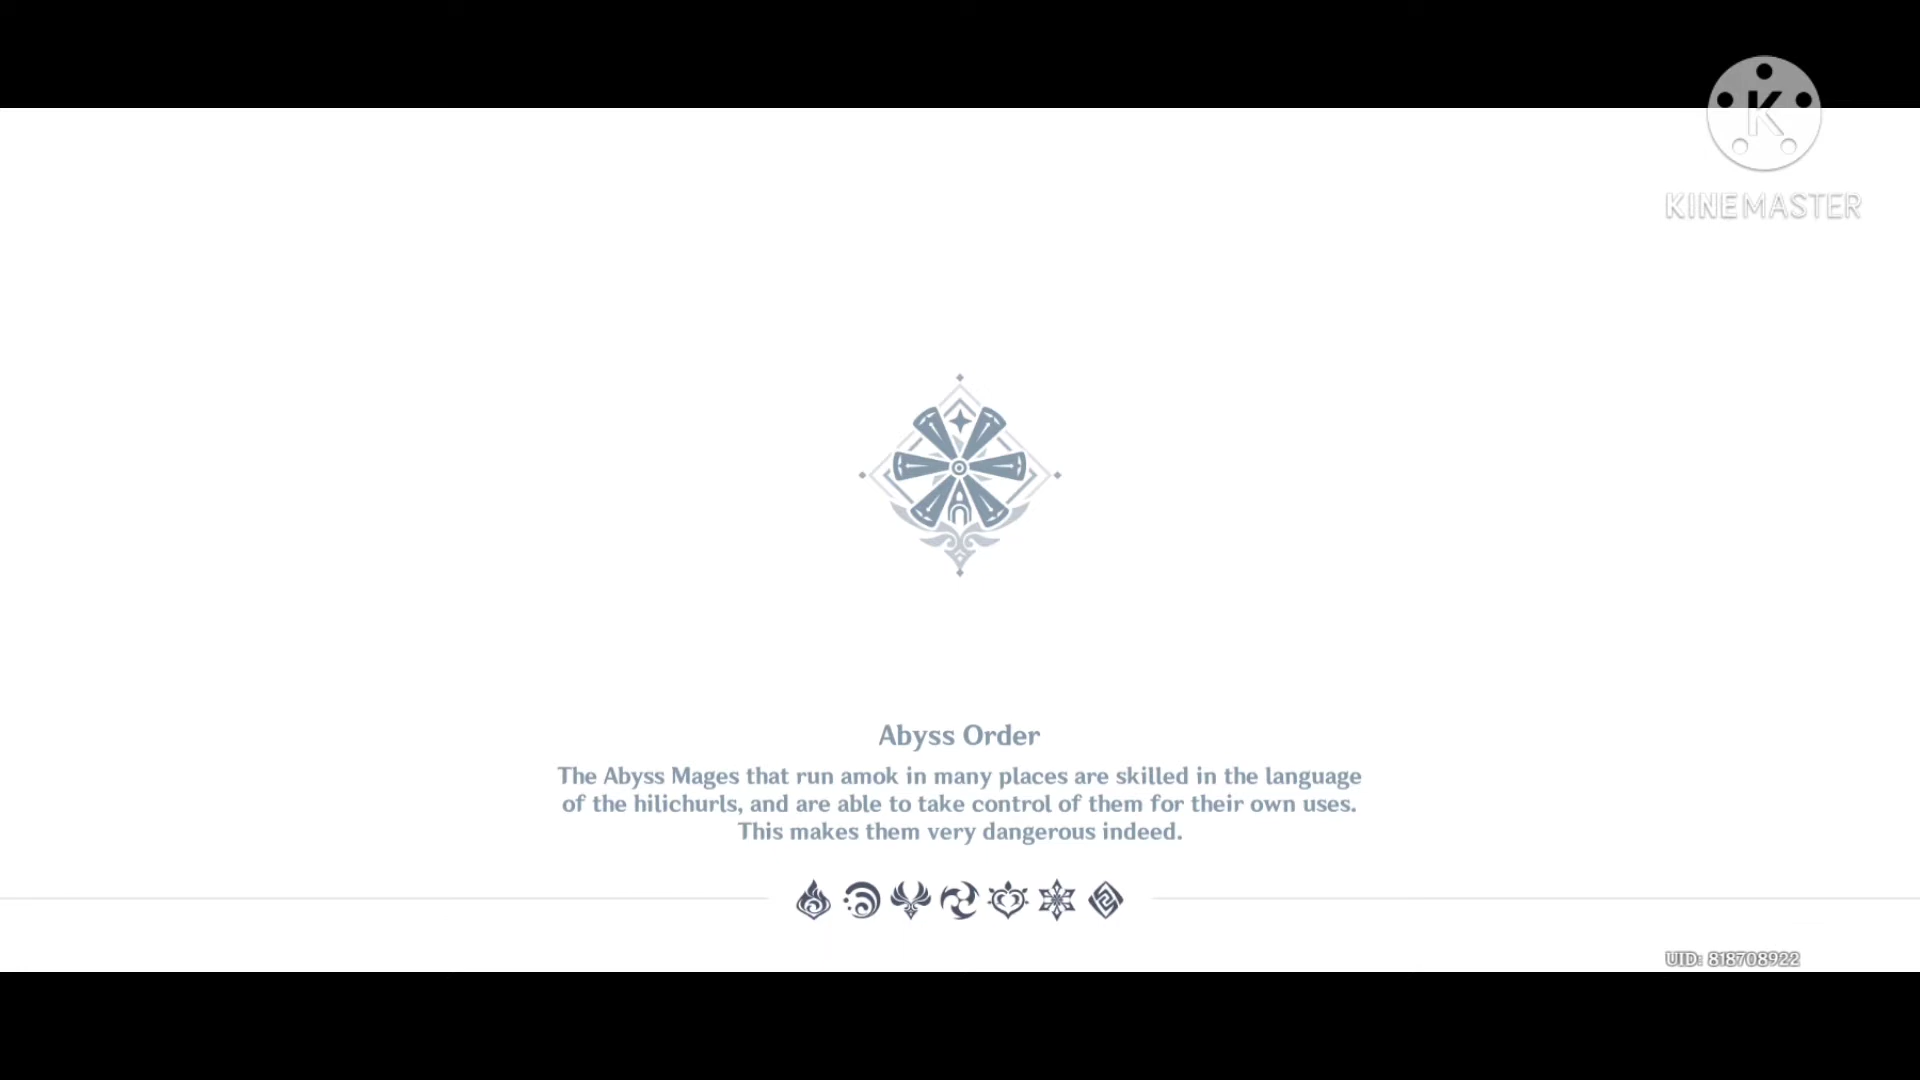 K
KINEMASTER
Abyss Order
The Abyss Mages that run amok in many places are skilled in the language
of the hilichurls, and are able to take control of them for their own uses.
This makes them very dangerous indeed.
UID: 818708922